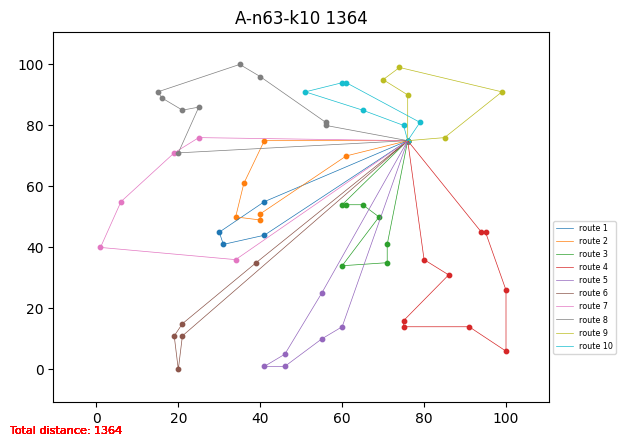 A-n63-k10 1364
100
80
60
40
20
0
0 20 40 60 80 100
route 1
route 2
route 3
route 4
route 5
route 6
route 7
route 8
route 9
route 10
Total distance: 1364